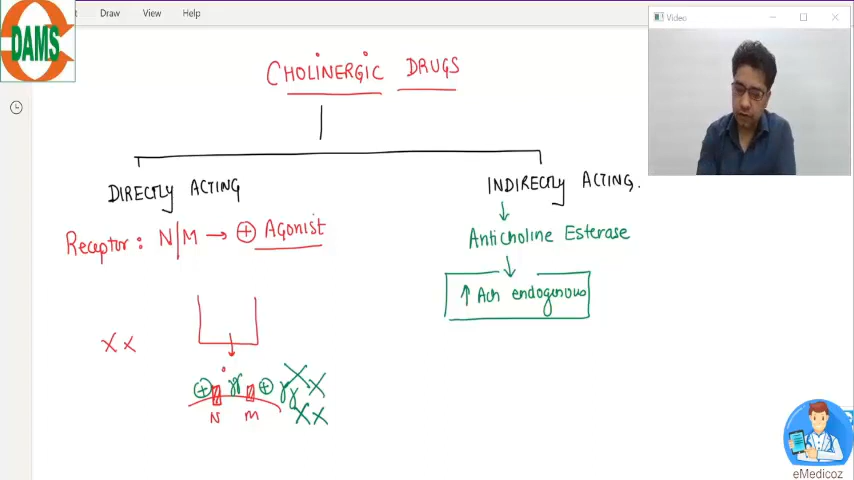 DAMS
Draw View Help
Video
CHOLINERGIC DRUGS
DIRECTLY ACTING
INDIRECTLY ACTING.
Receptor: N/M → ⊕ Agonist
Anticholine Esterase
↑ Ach endogenous
X X
⊕ ⊕ X X
N M X X
eMedicoz